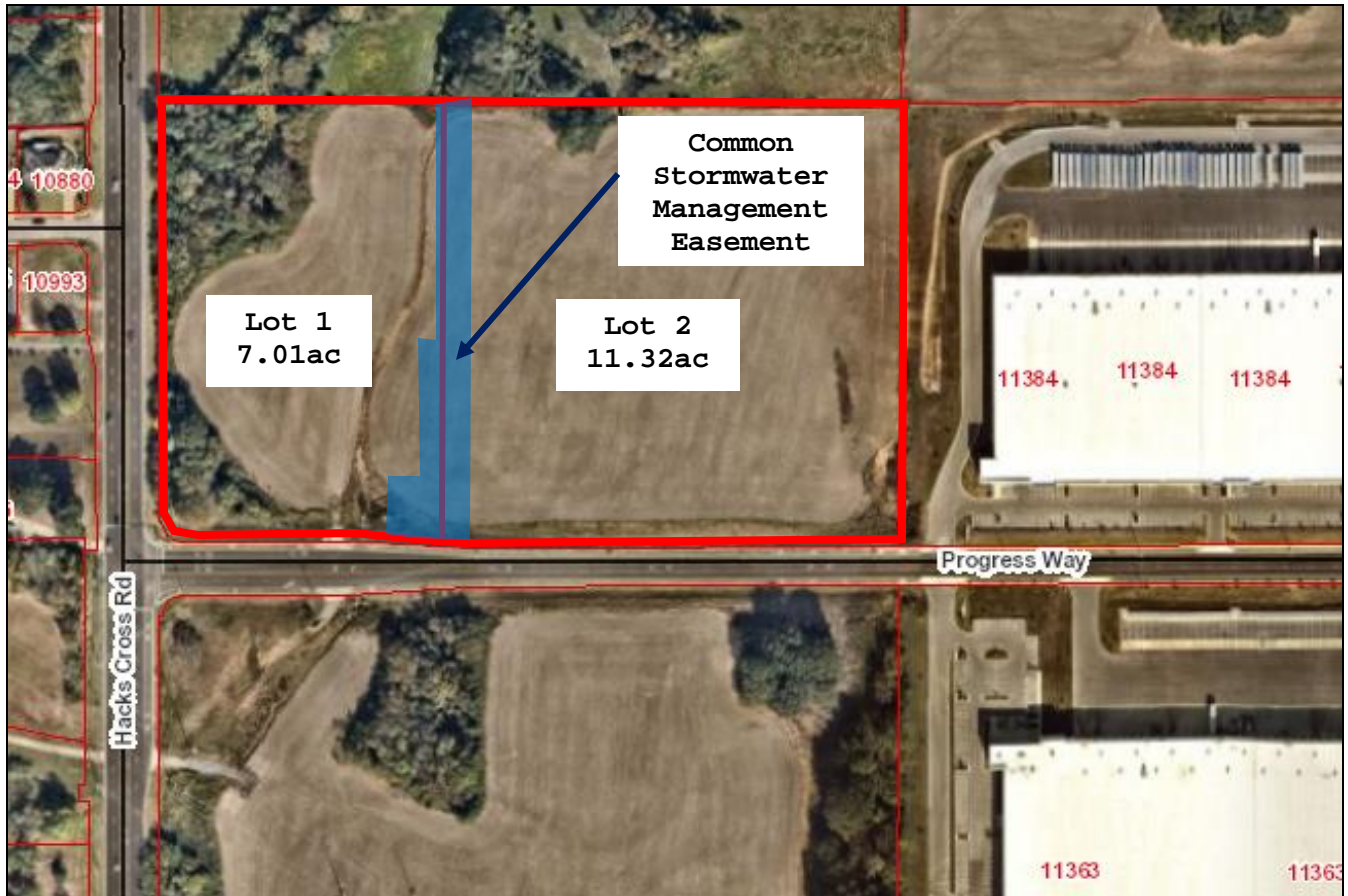 Common
Stormwater
Management
Easement
10880
10993
Lot 1
7.01ac
Lot 2
11.32ac
11384
11384
11384
Progress Way
Hacks Cross Rd
11363
11363